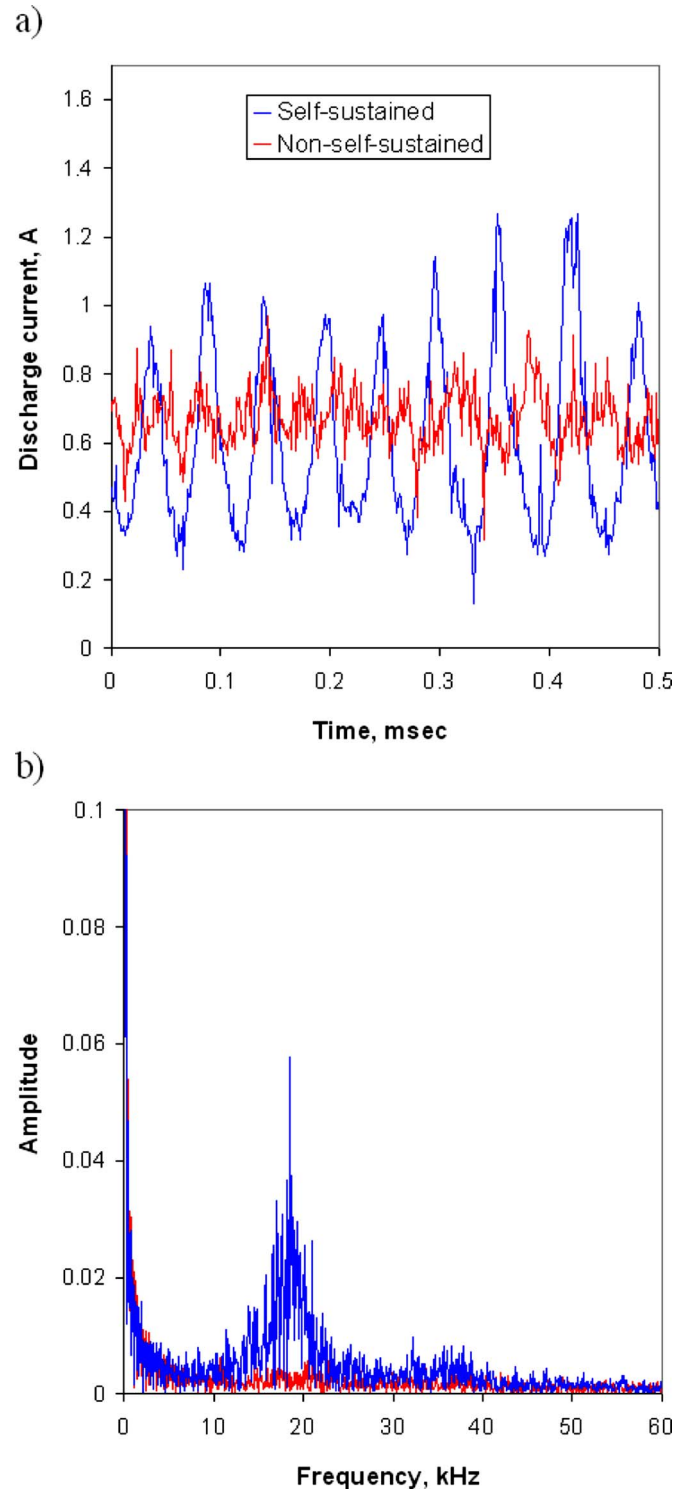 a)
1.6
1.4
1.2
1
0.8
0.6
0.4
0.2
0
Discharge current, A
Self-sustained
Non-self-sustained
0 0.1 0.2 0.3 0.4 0.5
Time, msec
b)
0.1
0.08
0.06
0.04
0.02
0
Amplitude
0 10 20 30 40 50 60
Frequency, kHz